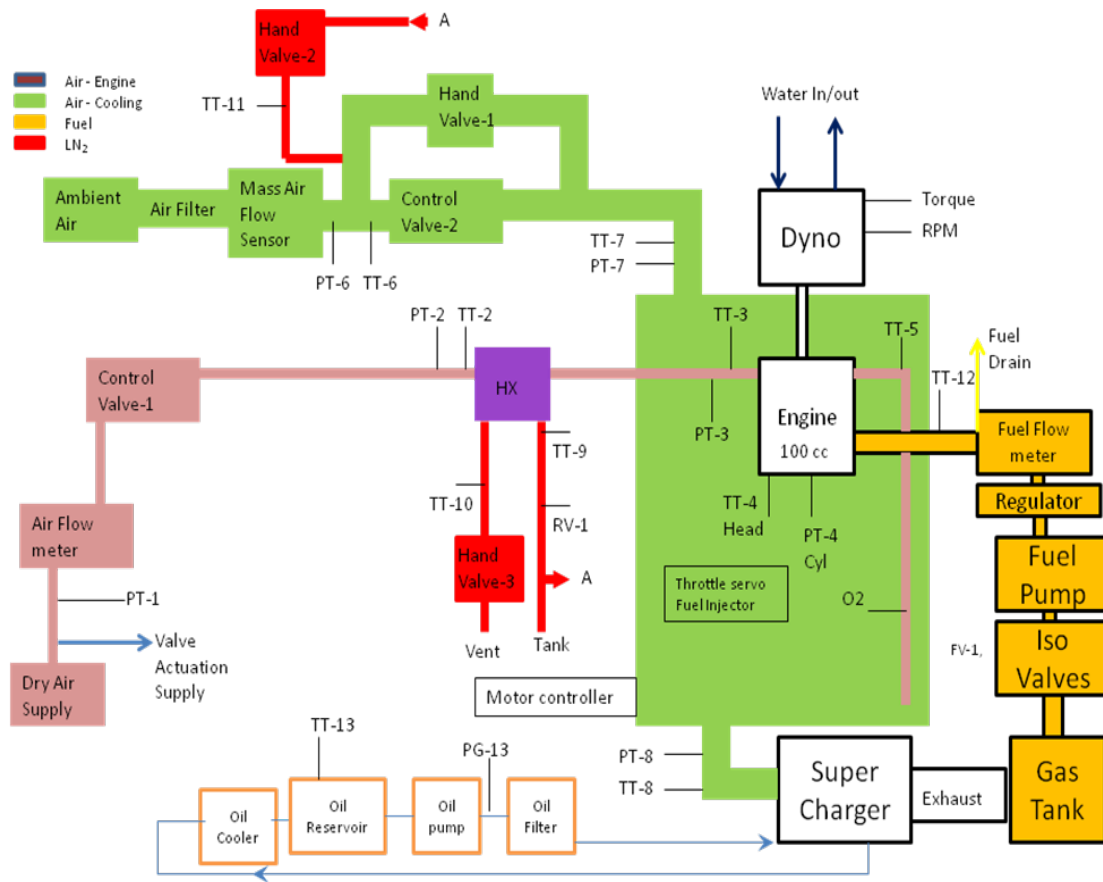 Hand
Valve-2
A
Air - Engine
Air - Cooling
Fuel
LN2
TT-11
Hand
Valve-1
Water In/out
Ambient
Air
Air Filter
Mass Air
Flow
Sensor
Control
Valve-2
Torque
RPM
Dyno
TT-7
PT-7
PT-6
TT-6
PT-2
TT-2
TT-3
TT-5
Fuel
Drain
TT-12
Control
Valve-1
HX
Engine
100 cc
PT-3
Fuel Flow
meter
TT-9
TT-10
TT-4
Head
PT-4
Cyl
Regulator
Air Flow
meter
RV-1
Hand
Valve-3
A
Fuel
Pump
Throttle servo
Fuel Injector
O2
PT-1
Valve
Actuation
Supply
Vent
Tank
FV-1,
Iso
Valves
Dry Air
Supply
Motor controller
TT-13
PG-13
PT-8
TT-8
Super
Charger
Exhaust
Gas
Tank
Oil
Cooler
Oil
Reservoir
Oil
pump
Oil
Filter